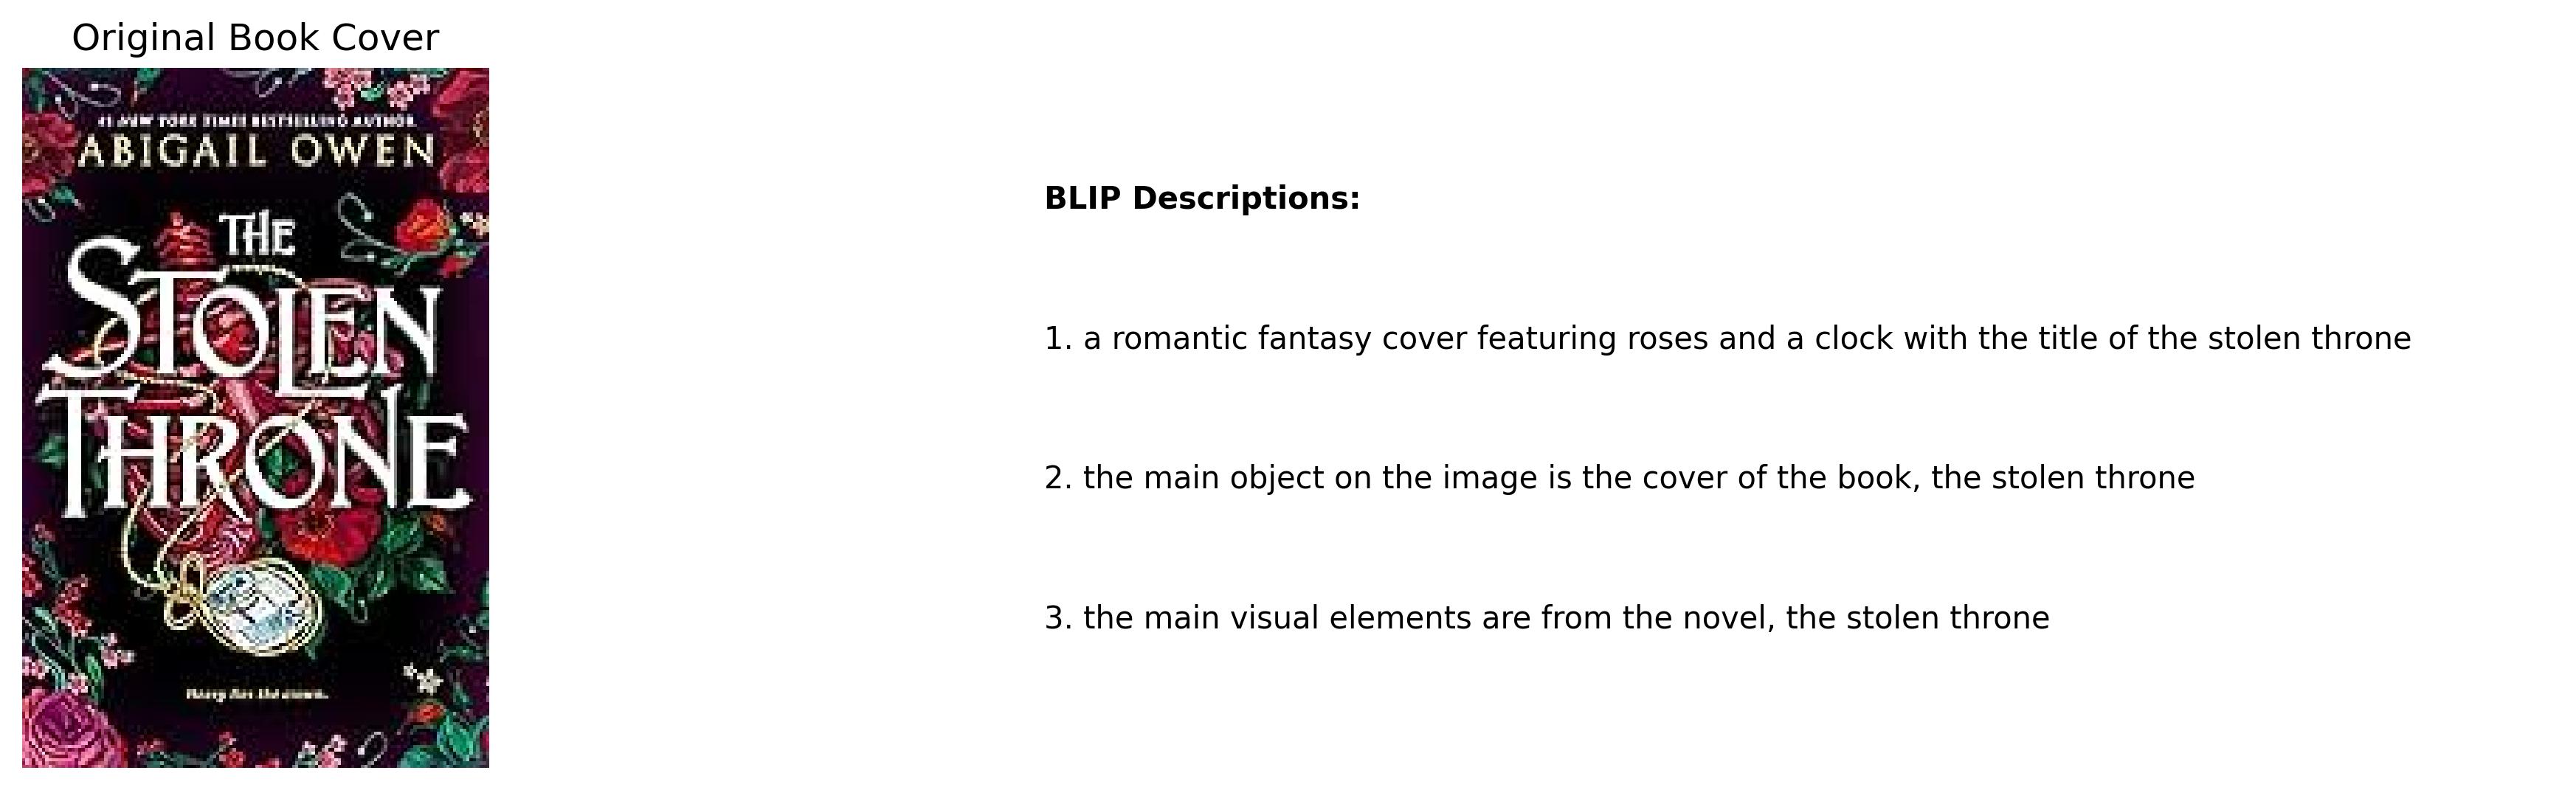 Original Book Cover
#1 NEW YORK TIMES BESTSELLING AUTHOR
ABIGAIL OWEN
THE
STOLEN
THRONE
BLIP Descriptions:
1. a romantic fantasy cover featuring roses and a clock with the title of the stolen throne
2. the main object on the image is the cover of the book, the stolen throne
3. the main visual elements are from the novel, the stolen throne